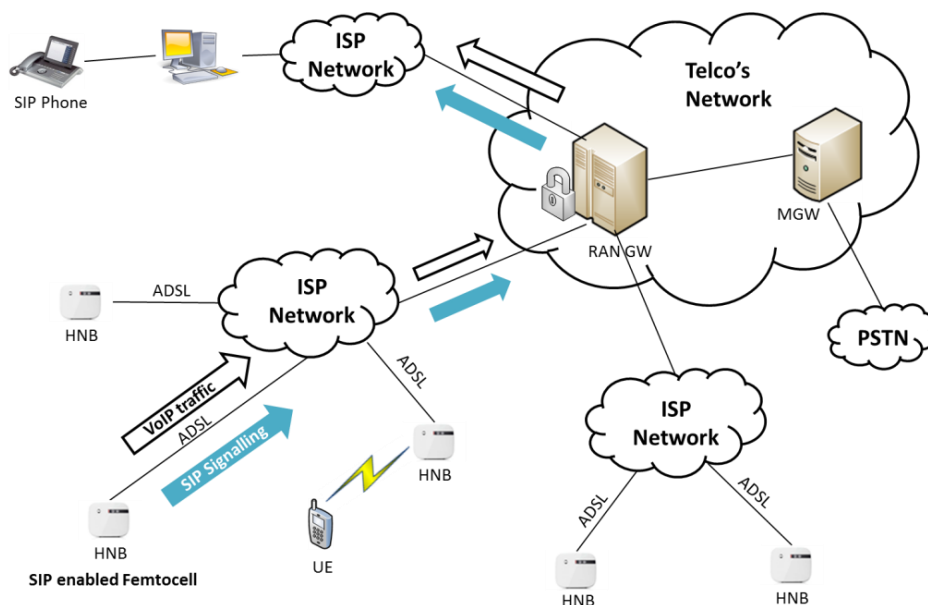 ISP
Network
SIP Phone
Telco's
Network
MGW
RAN GW
ISP
Network
ADSL
HNB
PSTN
VoIP traffic
ADSL
ADSL
SIP Signalling
HNB
ISP
Network
HNB
SIP enabled Femtocell
UE
ADSL
ADSL
HNB
HNB